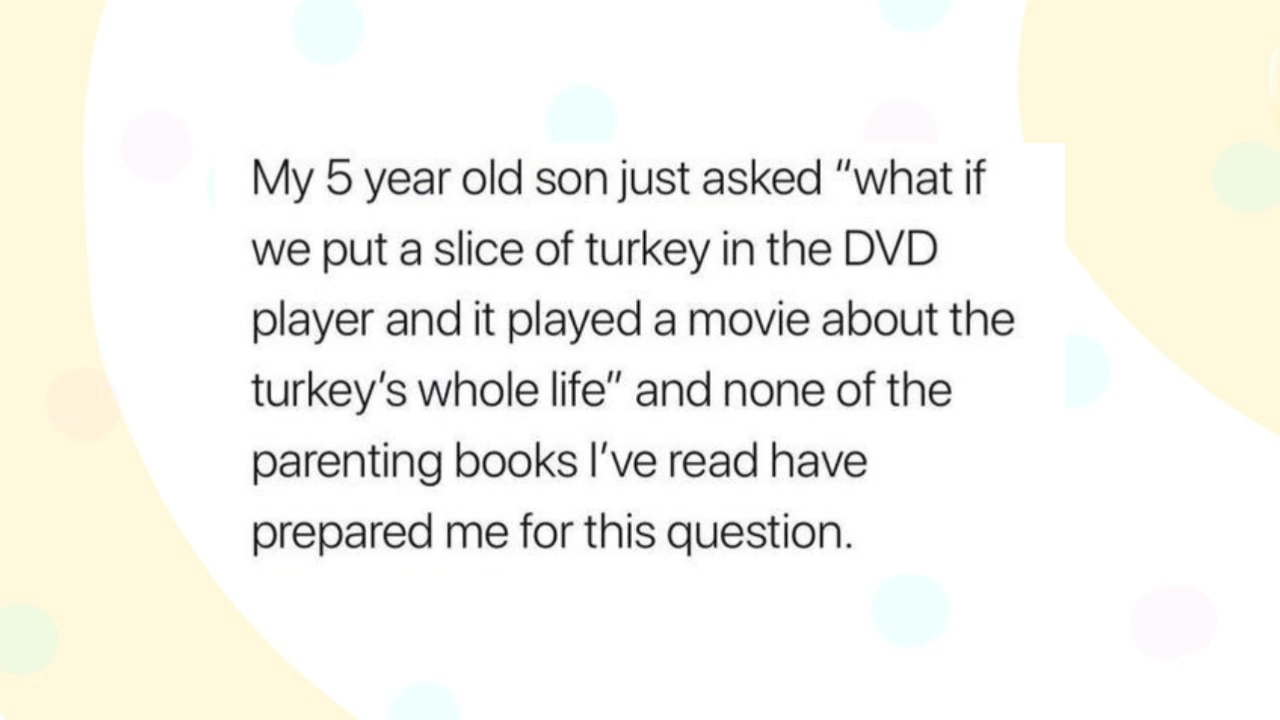 My 5 year old son just asked “what if
we put a slice of turkey in the DVD
player and it played a movie about the
turkey’s whole life” and none of the
parenting books I’ve read have
prepared me for this question.